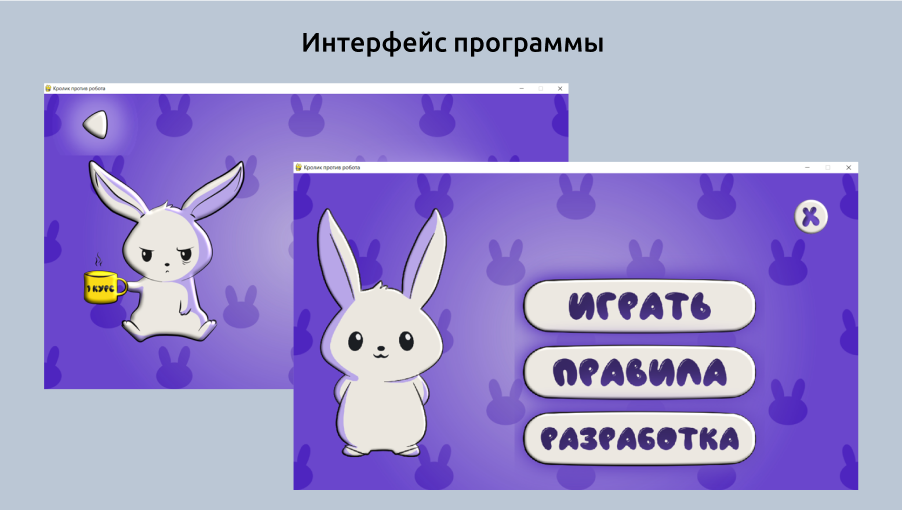 Интерфейс программы
Кролик против робота
1 КУРС
Кролик против робота
X
ИГРАТЬ
ПРАВИЛА
РАЗРАБОТКА